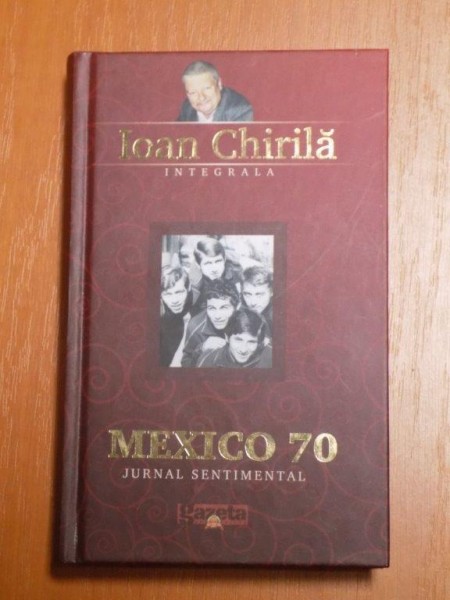 Ioan Chirilă
INTEGRALA
MEXICO 70
JURNAL SENTIMENTAL
gazeta